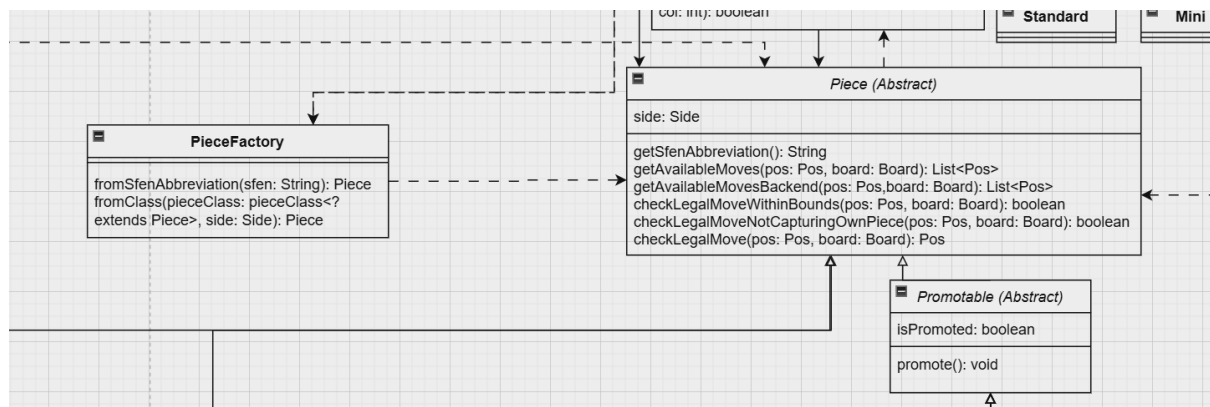 col: int): boolean
Standard
Mini
Piece (Abstract)
side: Side
getSfenAbbreviation(): String
getAvailableMoves(pos: Pos, board: Board): List<Pos>
getAvailableMovesBackend(pos: Pos,board: Board): List<Pos>
checkLegalMoveWithinBounds(pos: Pos, board: Board): boolean
checkLegalMoveNotCapturingOwnPiece(pos: Pos, board: Board): boolean
checkLegalMove(pos: Pos, board: Board): Pos
PieceFactory
fromSfenAbbreviation(sfen: String): Piece
fromClass(pieceClass: pieceClass<?
extends Piece>, side: Side): Piece
Promotable (Abstract)
isPromoted: boolean
promote(): void